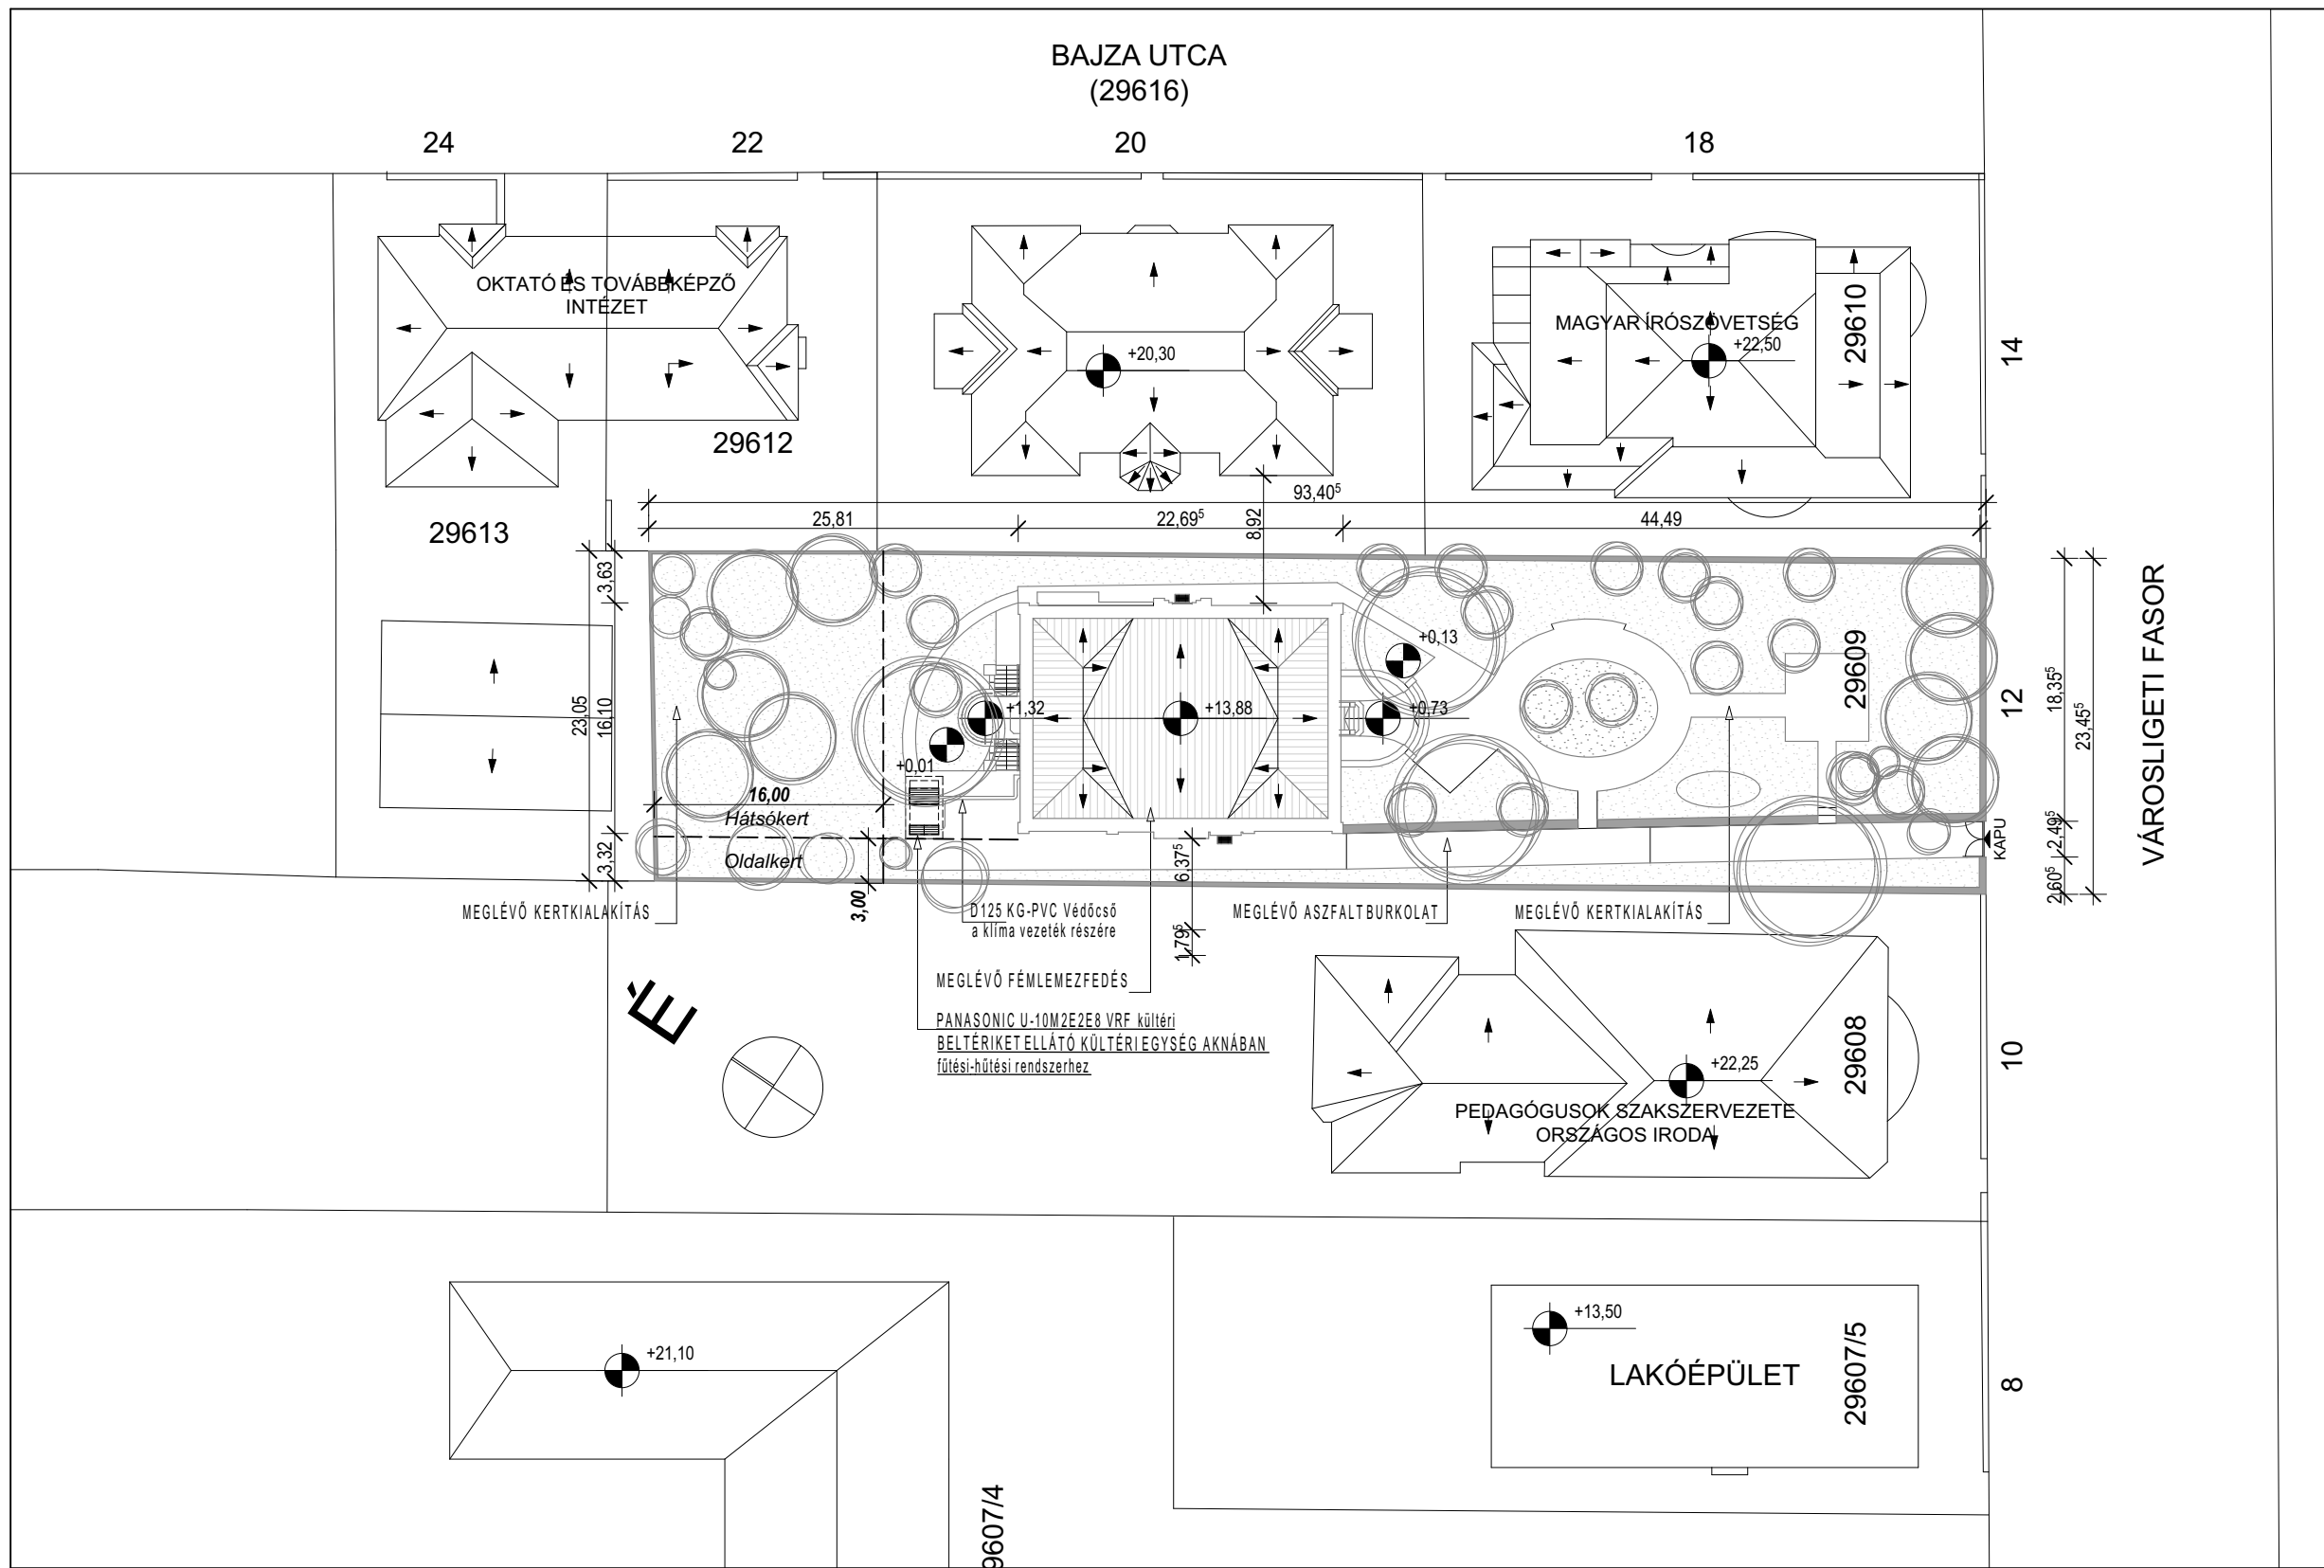 BAJZA UTCA
(29616)
24
22
20
18
OKTATÓ ÉS TOVÁBBKÉPZŐ
INTÉZET
29612
29613
+20,30
MAGYAR ÍRÓSZÖVETSÉG
+22,50
29610
14
93,40⁵
25,81
22,69⁵
44,49
8,92
3,63
23,05
16,10
3,32
+0,13
+1,32
+13,88
+0,73
+0,01
29609
12
18,35⁵
23,45⁵
2,49⁵
2,60⁵
KAPU
VÁROSLIGETI FASOR
16,00
Hátsókert
Oldalkert
3,00
6,37⁵
1,79⁵
MEGLÉVŐ KERTKIALAKÍTÁS
D125 KG-PVC Védőcső
a klíma vezeték részére
MEGLÉVŐ ASZFALTBURKOLAT
MEGLÉVŐ KERTKIALAKÍTÁS
MEGLÉVŐ FÉMLEMEZFEDÉS
PANASONIC U-10M2E2E8 VRF kültéri
BELTÉRIKET ELLÁTÓ KÜLTÉRI EGYSÉG AKNÁBAN
fűtési-hűtési rendszerhez
É
+22,25
PEDAGÓGUSOK SZAKSZERVEZETE
ORSZÁGOS IRODA
29608
10
+21,10
9607/4
+13,50
LAKÓÉPÜLET
29607/5
8